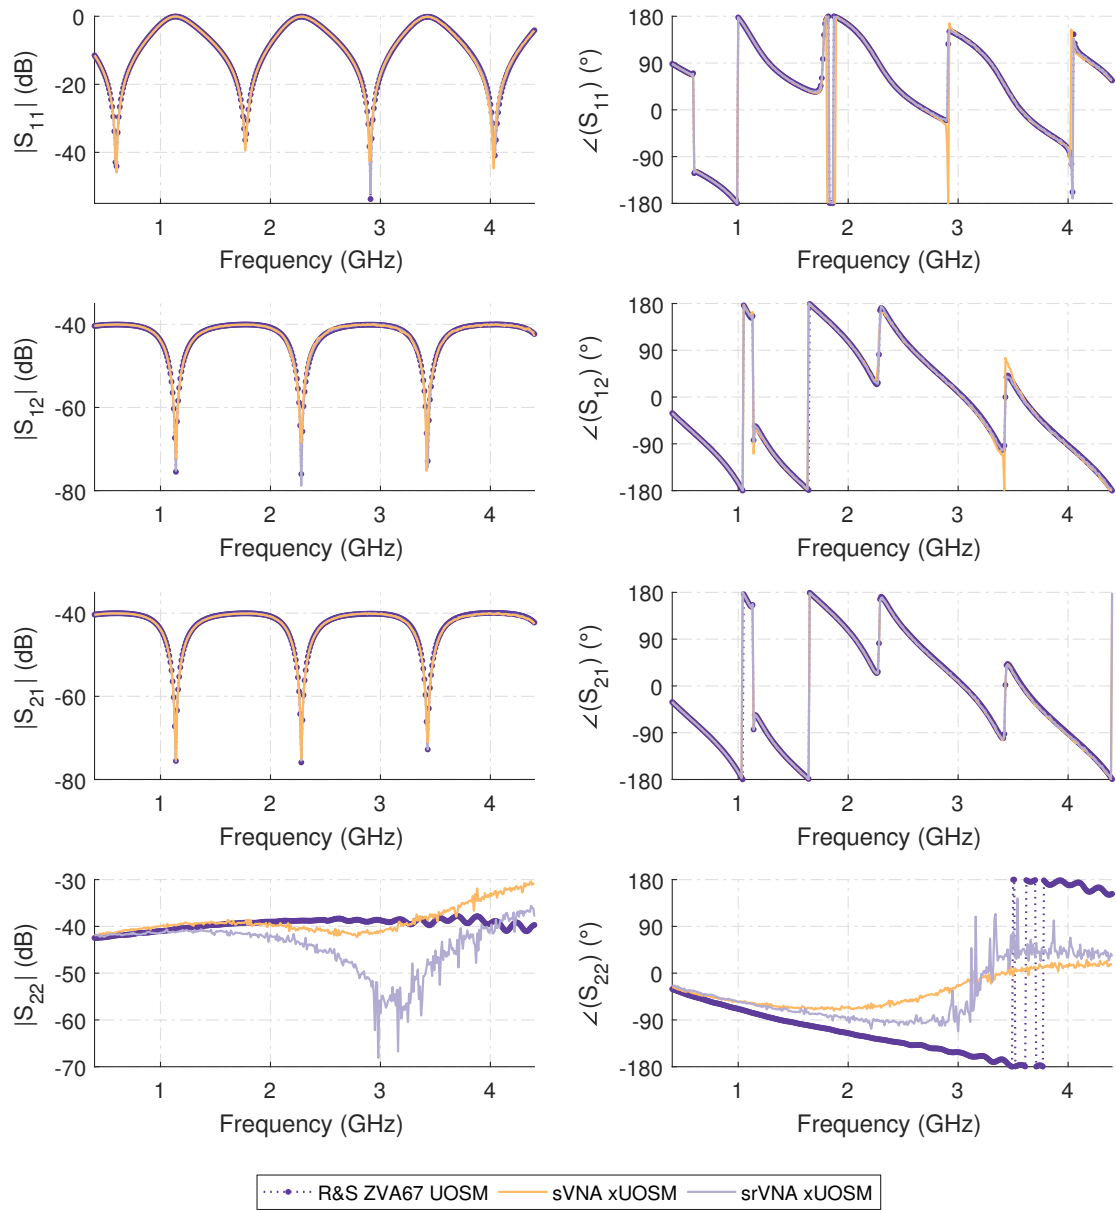 0
-20
-40
|S11| (dB)
1 2 3 4
Frequency (GHz)
180
90
0
-90
-180
∠(S11) (°)
1 2 3 4
Frequency (GHz)
-40
-60
-80
|S12| (dB)
1 2 3 4
Frequency (GHz)
180
90
0
-90
-180
∠(S12) (°)
1 2 3 4
Frequency (GHz)
-40
-60
-80
|S21| (dB)
1 2 3 4
Frequency (GHz)
180
90
0
-90
-180
∠(S21) (°)
1 2 3 4
Frequency (GHz)
-30
-40
-50
-60
-70
|S22| (dB)
1 2 3 4
Frequency (GHz)
180
90
0
-90
-180
∠(S22) (°)
1 2 3 4
Frequency (GHz)
R&S ZVA67 UOSM sVNA xUOSM srVNA xUOSM